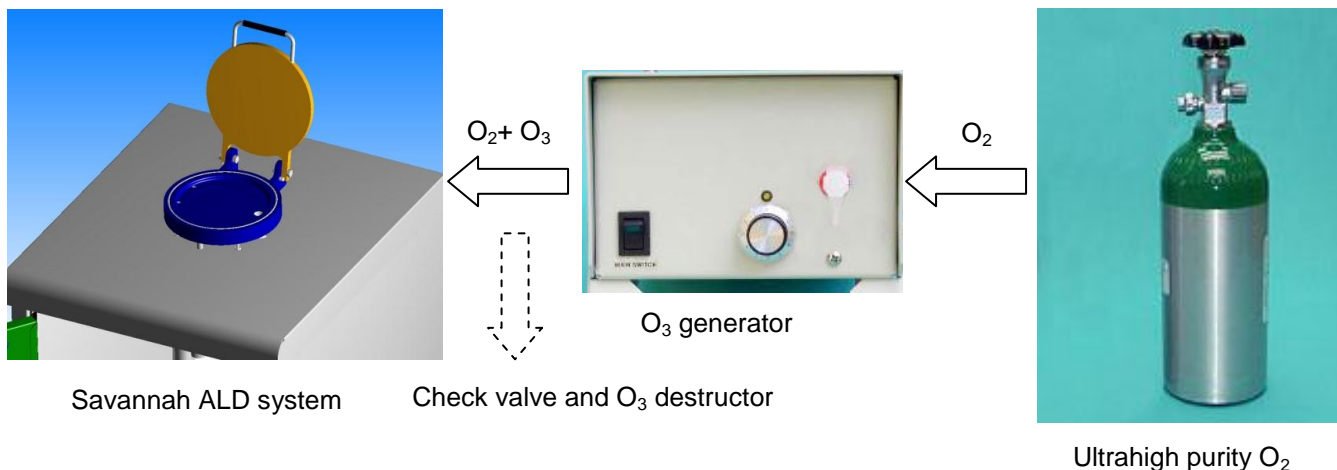 O₂+ O₃
O₂
MAIN SWITCH
O₃ generator
Savannah ALD system
Check valve and O₃ destructor
Ultrahigh purity O₂